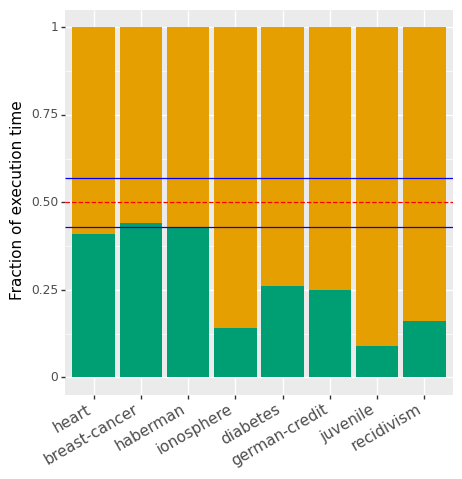 Fraction of execution time
1
0.75
0.50
0.25
0
heart
breast-cancer
haberman
ionosphere
diabetes
german-credit
juvenile
recidivism